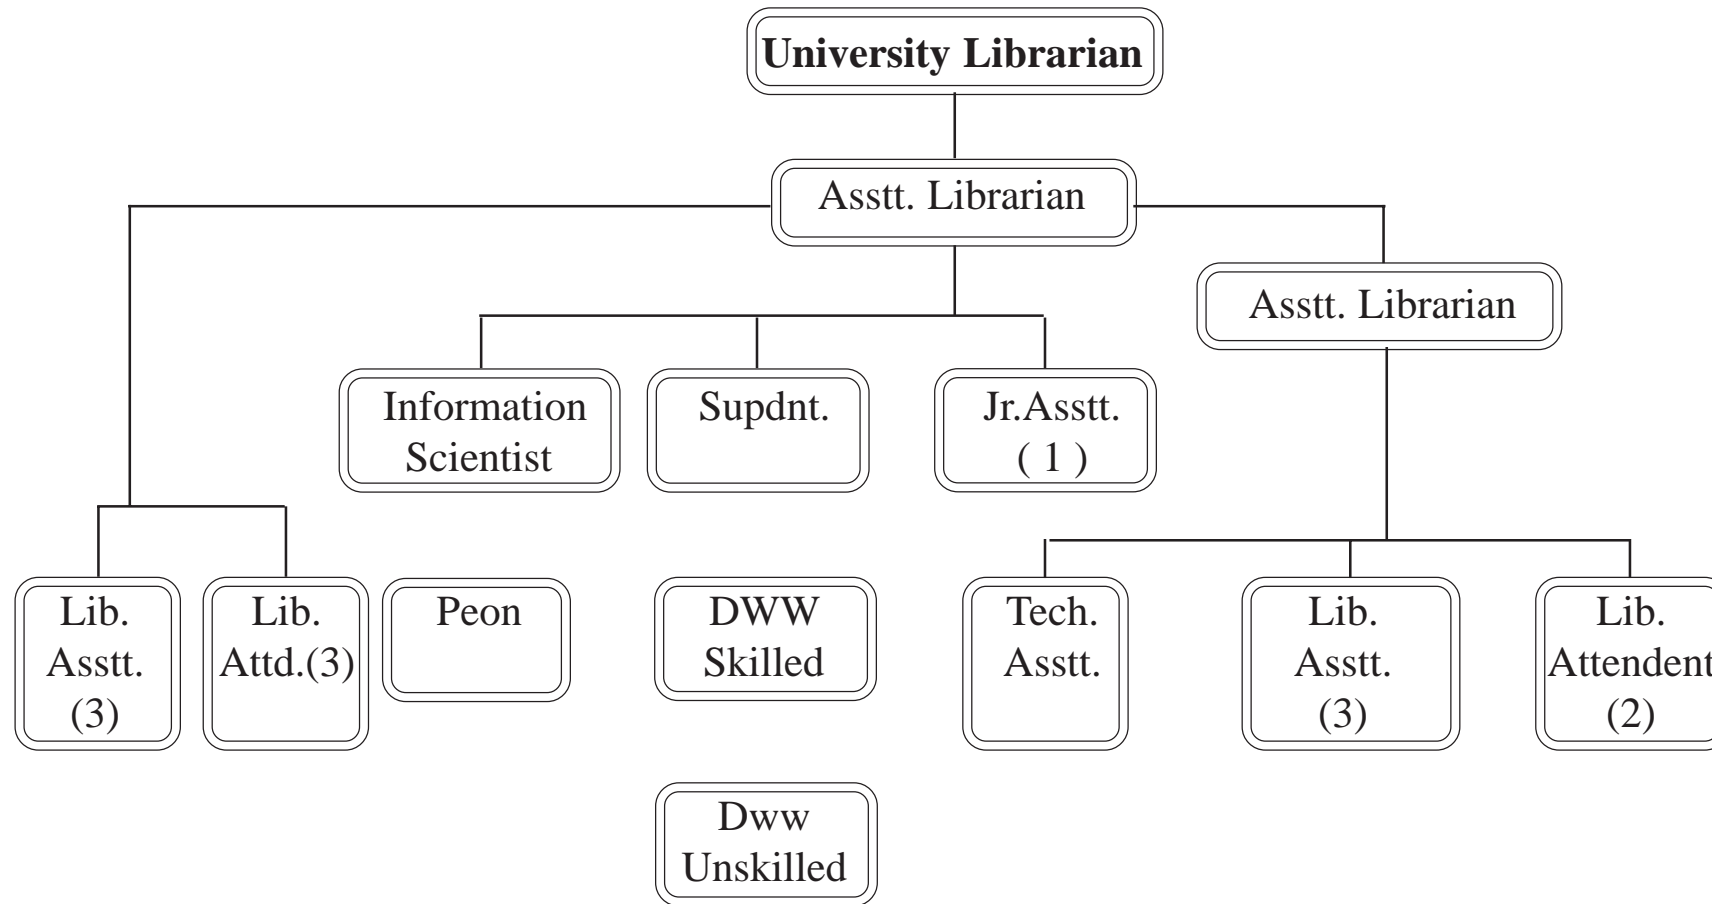 University Librarian
Asstt. Librarian
Asstt. Librarian
Information
Scientist
Supdnt.
Jr.Asstt.
( 1 )
Lib.
Asstt.
(3)
Lib.
Attd.(3)
Peon
DWW
Skilled
Tech.
Asstt.
Lib.
Asstt.
(3)
Lib.
Attendent
(2)
Dww
Unskilled